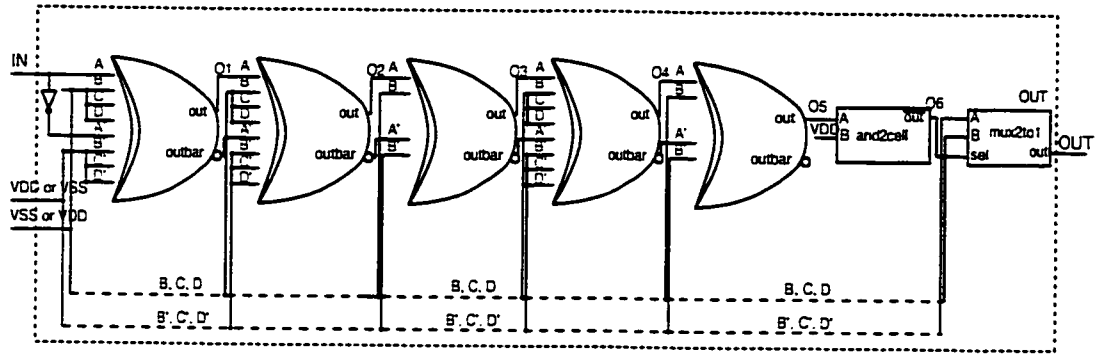 IN
A
B
C
D
A'
B'
C'
D'
out
outbar
O1
A
B
C
D
A'
B'
C'
D'
out
outbar
O2
A
B
A'
B'
out
outbar
O3
A
B
C
D
A'
B'
C'
D'
out
outbar
O4
A
B
A'
B'
out
outbar
O5
VDD
A
B
and2cell
out
O6
A
B
sel
mux2to1
out
OUT
OUT
VDD or VSS
VSS or VDD
B, C, D
B, C, D
B, C, D
B', C', D'
B', C', D'
B', C', D'